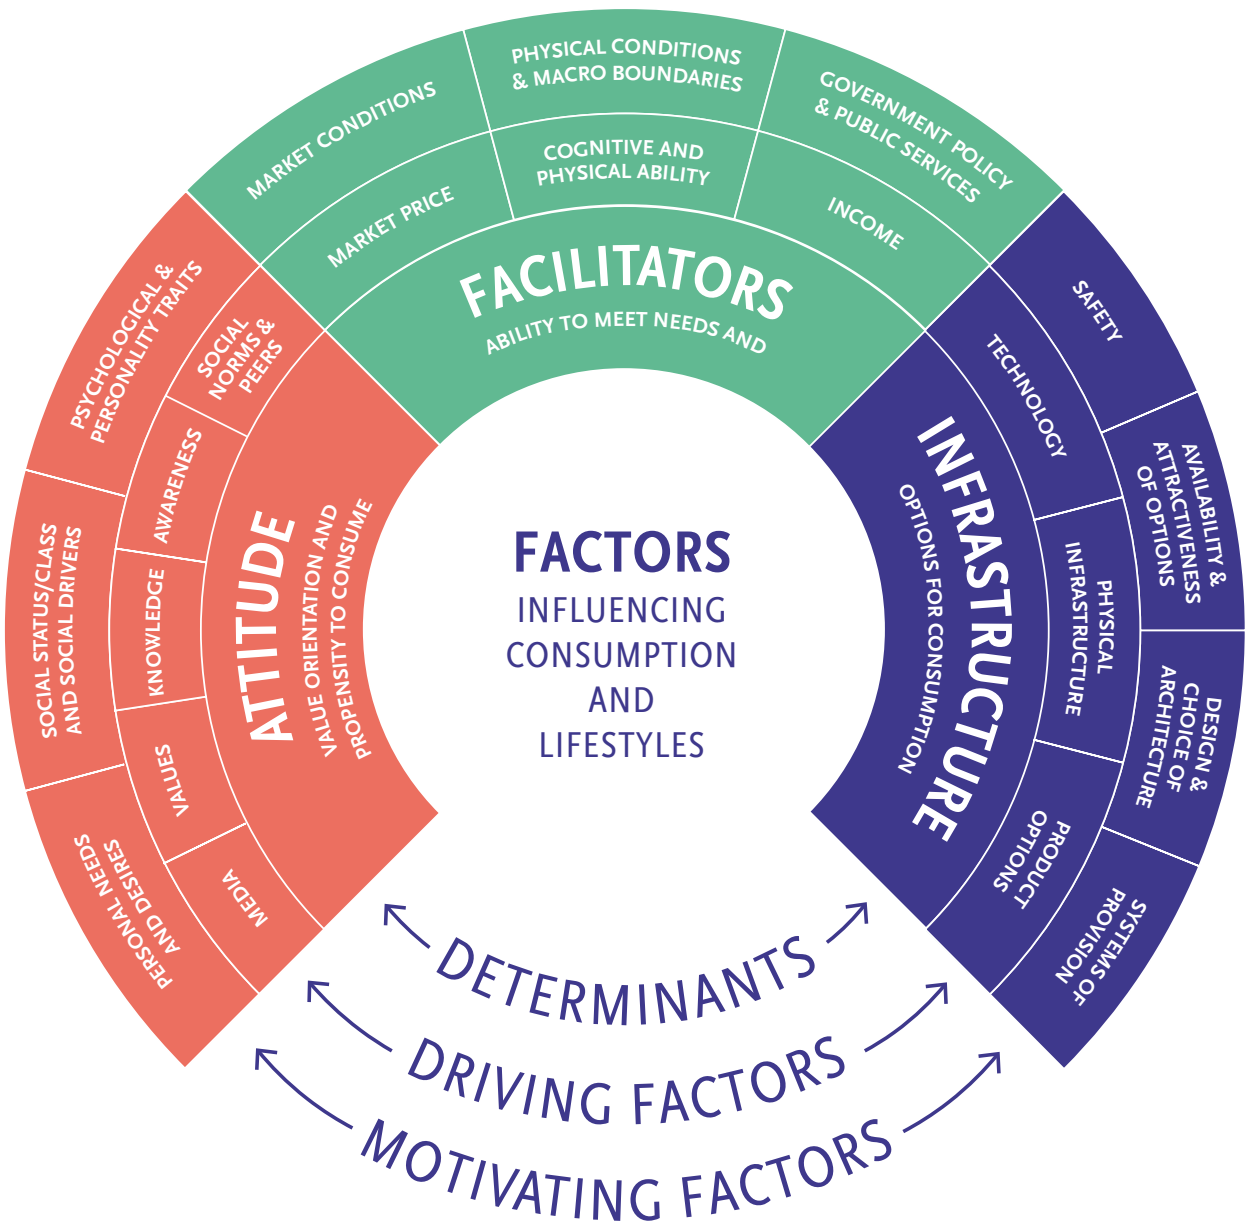 FACTORS
INFLUENCING
CONSUMPTION
AND
LIFESTYLES
ATTITUDE
VALUE ORIENTATION AND
PROPENSITY TO CONSUME
SOCIAL
NORMS &
PEERS
AWARENESS
KNOWLEDGE
VALUES
MEDIA
PSYCHOLOGICAL &
PERSONALITY TRAITS
SOCIAL STATUS/CLASS
AND SOCIAL DRIVERS
PERSONAL NEEDS
AND DESIRES
FACILITATORS
ABILITY TO MEET NEEDS AND
MARKET PRICE
COGNITIVE AND
PHYSICAL ABILITY
INCOME
MARKET CONDITIONS
PHYSICAL CONDITIONS
& MACRO BOUNDARIES
GOVERNMENT POLICY
& PUBLIC SERVICES
INFRASTRUCTURE
OPTIONS FOR CONSUMPTION
TECHNOLOGY
PHYSICAL
INFRASTRUCTURE
PRODUCT
OPTIONS
SAFETY
AVAILABILITY &
ATTRACTIVENESS
OF OPTIONS
DESIGN &
CHOICE OF
ARCHITECTURE
SYSTEMS OF
PROVISION
DETERMINANTS
DRIVING FACTORS
MOTIVATING FACTORS